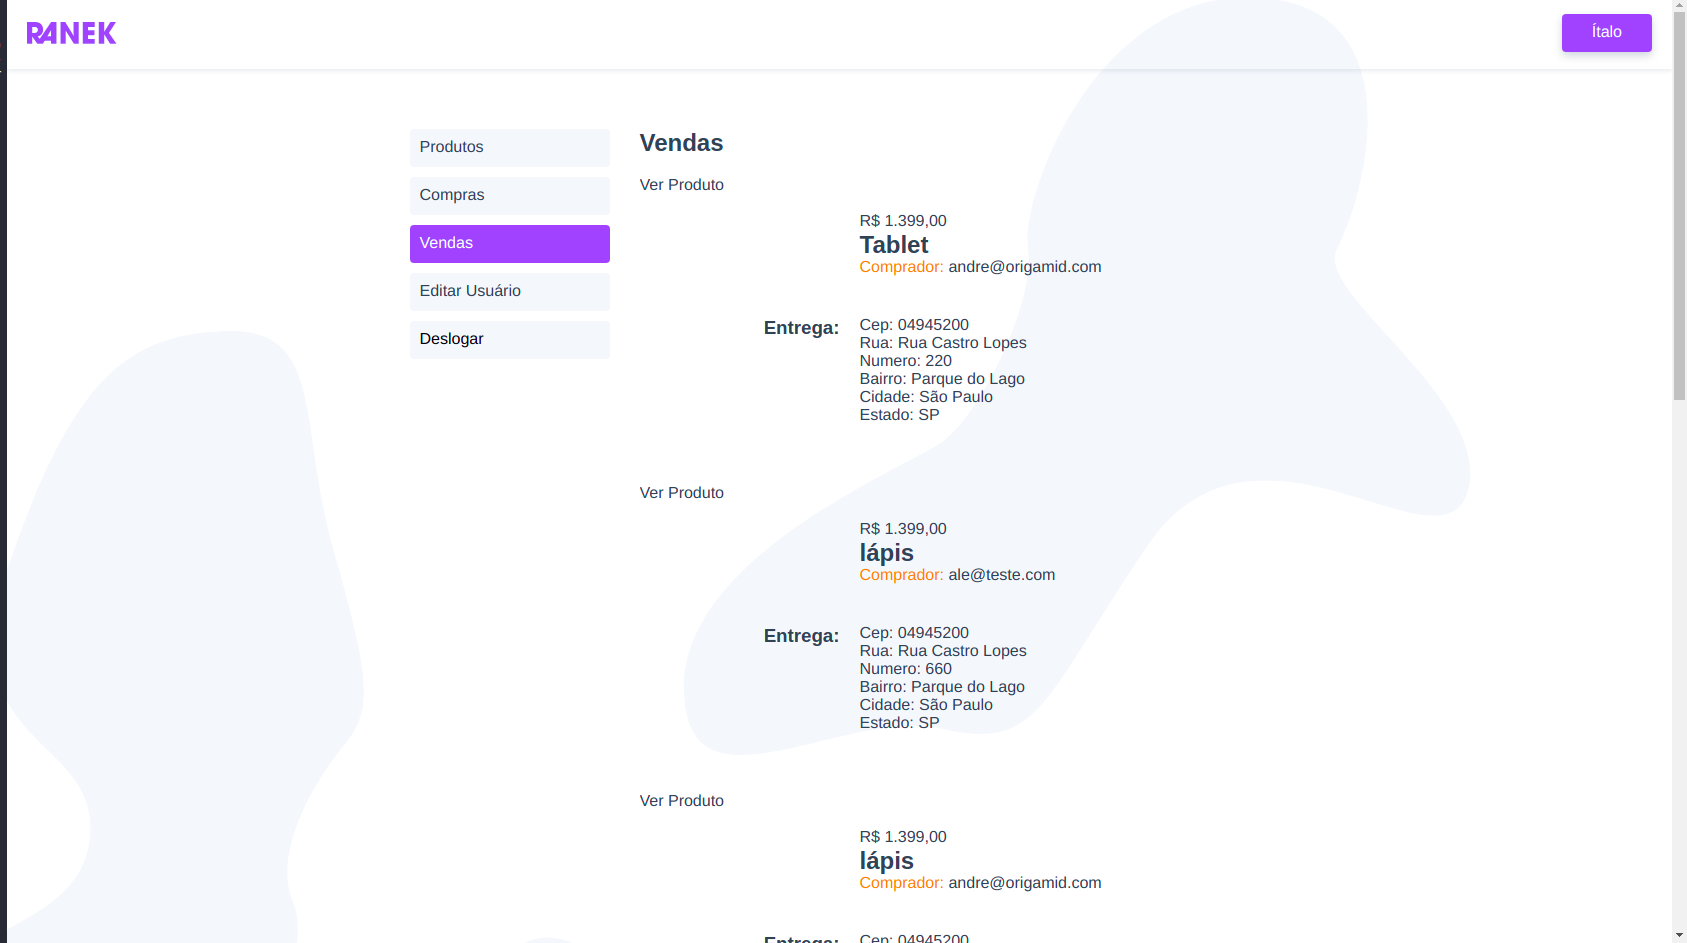 RANEK
Ítalo
Produtos
Compras
Vendas
Editar Usuário
Deslogar
Vendas
Ver Produto
R$ 1.399,00
Tablet
Comprador: andre@origamid.com
Entrega:
Cep: 04945200
Rua: Rua Castro Lopes
Numero: 220
Bairro: Parque do Lago
Cidade: São Paulo
Estado: SP
Ver Produto
R$ 1.399,00
lápis
Comprador: ale@teste.com
Entrega:
Cep: 04945200
Rua: Rua Castro Lopes
Numero: 660
Bairro: Parque do Lago
Cidade: São Paulo
Estado: SP
Ver Produto
R$ 1.399,00
lápis
Comprador: andre@origamid.com
Entrega:
Cep: 04945200